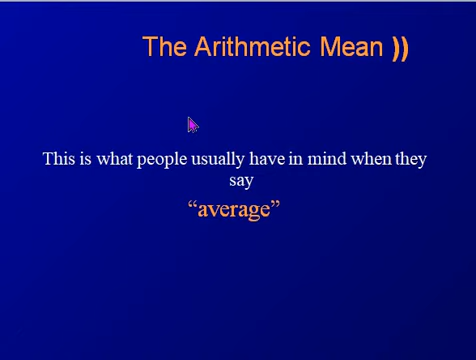 The Arithmetic Mean ))
This is what people usually have in mind when they
say
“average”